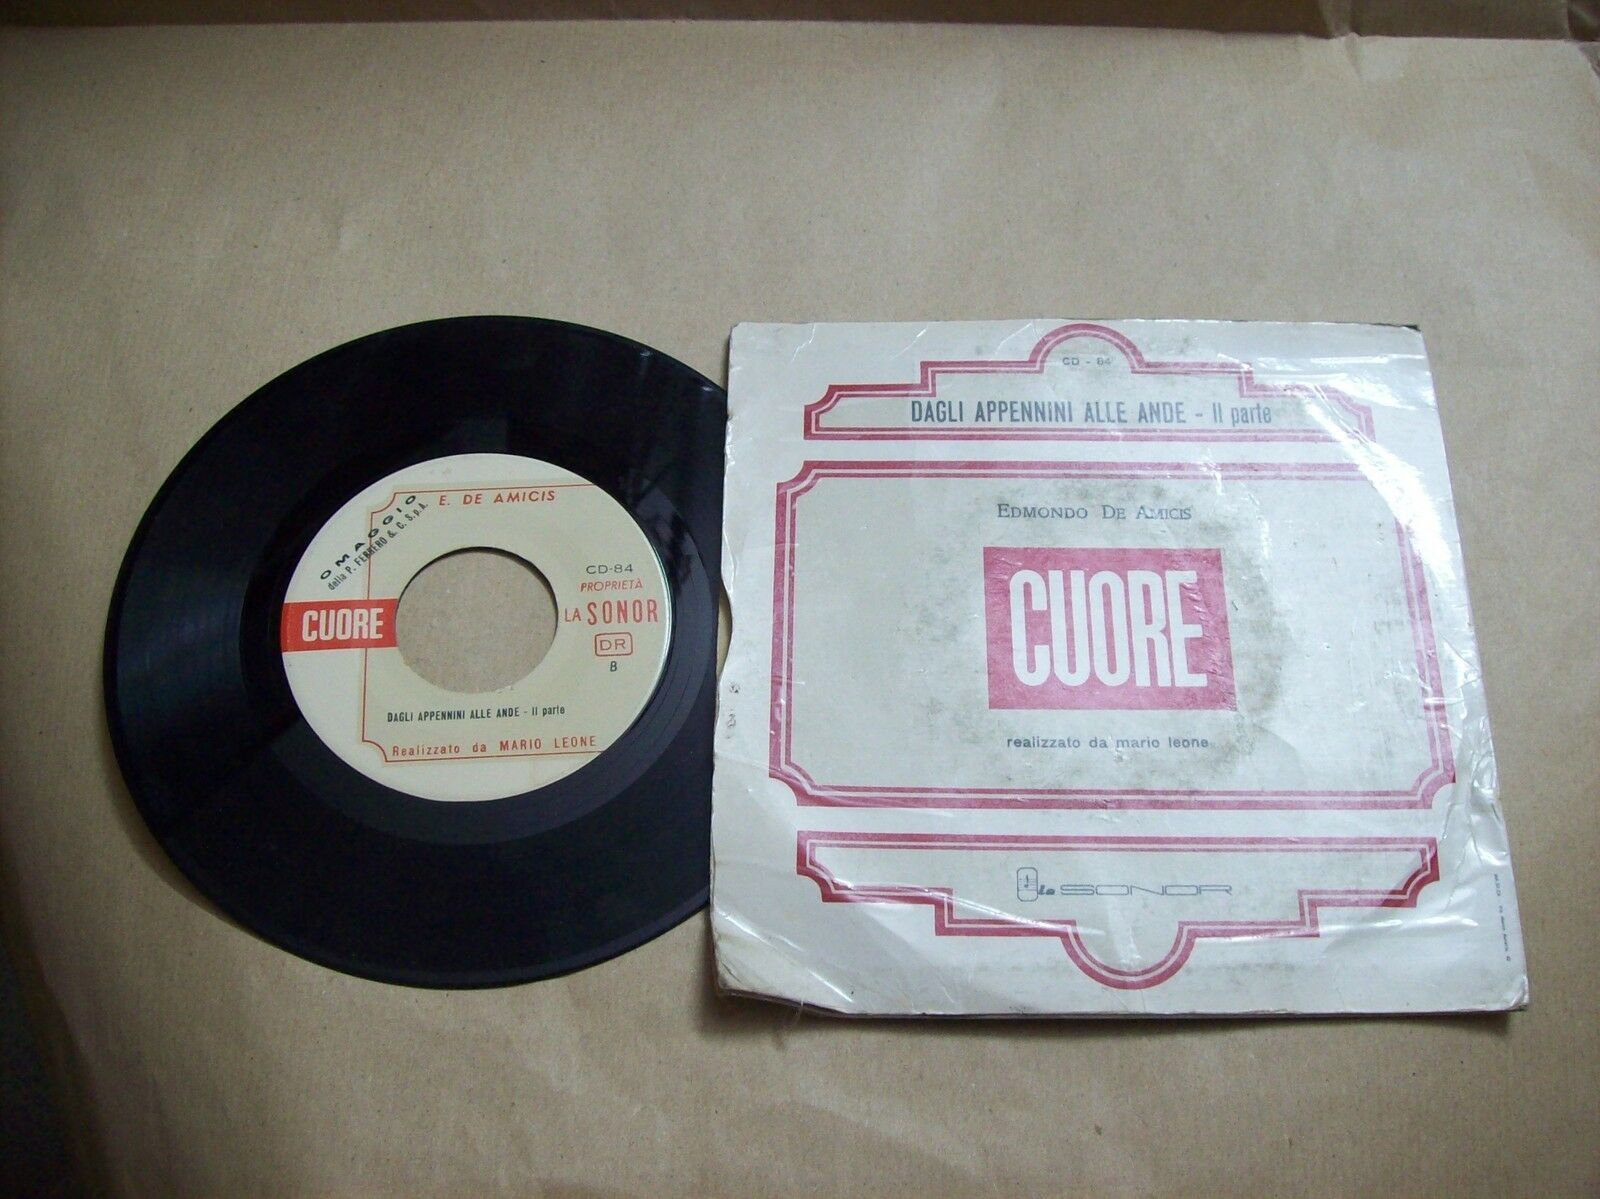 OMAGGIO
della P. FERRERO & C. S.p.A.
E. DE AMICIS
CD-84
PROPRIETÀ
LA SONOR
DR
B
CUORE
DAGLI APPENNINI ALLE ANDE - II parte
Realizzato da MARIO LEONE
CD - 84
DAGLI APPENNINI ALLE ANDE - II parte
EDMONDO DE AMICIS
CUORE
realizzato da mario leone
la SONOR